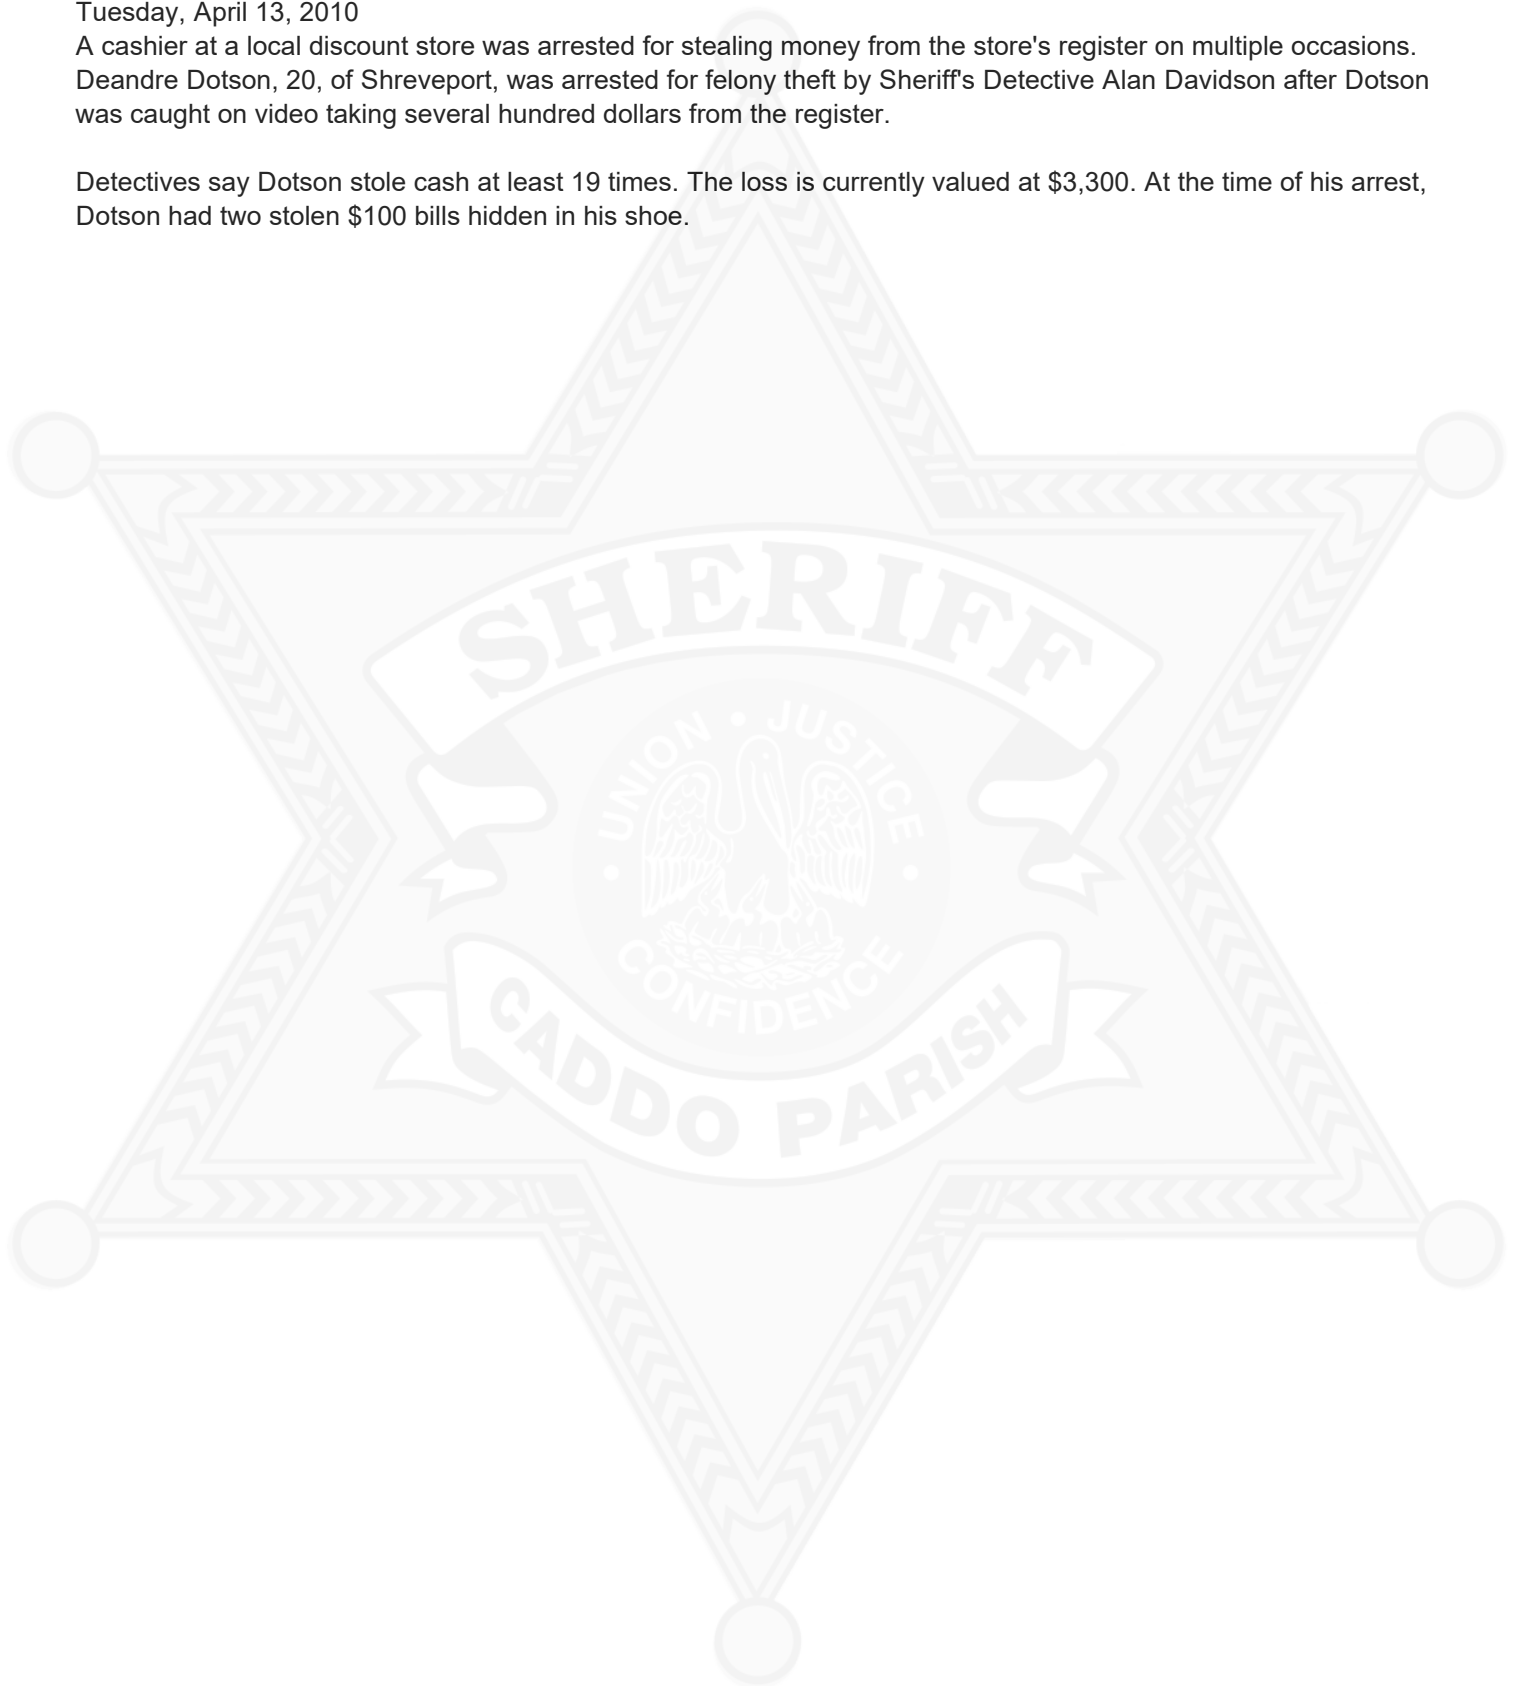 Tuesday, April 13, 2010
A cashier at a local discount store was arrested for stealing money from the store's register on multiple occasions.
Deandre Dotson, 20, of Shreveport, was arrested for felony theft by Sheriff's Detective Alan Davidson after Dotson
was caught on video taking several hundred dollars from the register.
Detectives say Dotson stole cash at least 19 times. The loss is currently valued at $3,300. At the time of his arrest,
Dotson had two stolen $100 bills hidden in his shoe.
SHERIFF
UNION • JUSTICE
• CONFIDENCE •
CADDO PARISH